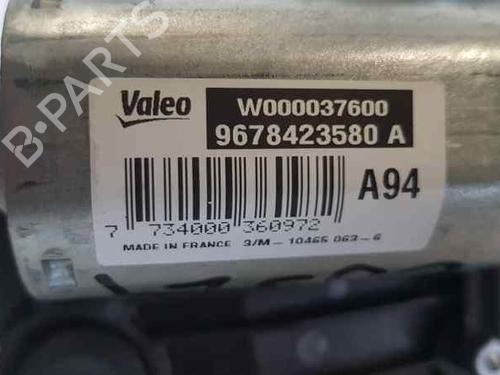 B-PARTS
Valeo
W000037600
9678423580 A
A94
7 734000 360972
MADE IN FRANCE 3/M - 10465 063 - 6